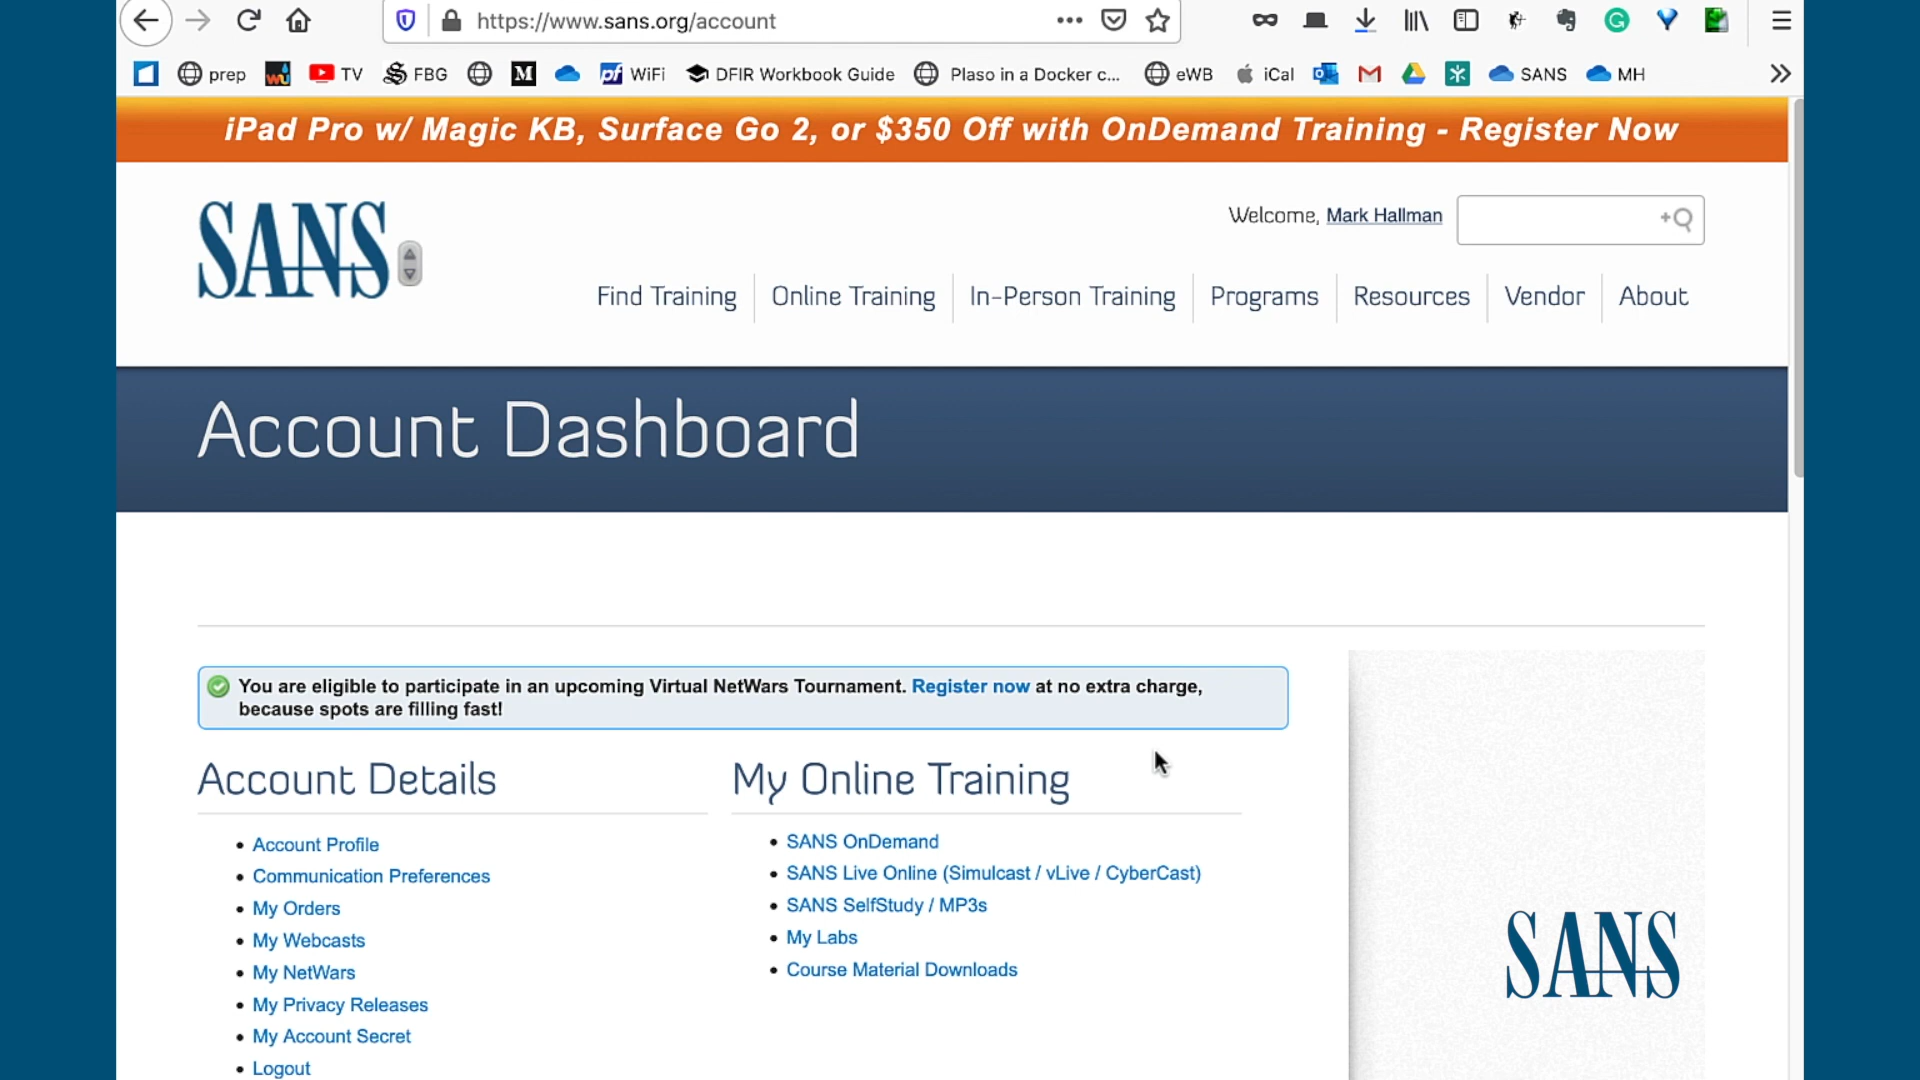 https://www.sans.org/account
prep TV FBG M pf WiFi DFIR Workbook Guide Plaso in a Docker c... eWB iCal SANS MH
iPad Pro w/ Magic KB, Surface Go 2, or $350 Off with OnDemand Training - Register Now
SANS
Welcome, Mark Hallman
Find Training Online Training In-Person Training Programs Resources Vendor About
Account Dashboard
You are eligible to participate in an upcoming Virtual NetWars Tournament. Register now at no extra charge,
because spots are filling fast!
Account Details
Account Profile
Communication Preferences
My Orders
My Webcasts
My NetWars
My Privacy Releases
My Account Secret
Logout
My Online Training
SANS OnDemand
SANS Live Online (Simulcast / vLive / CyberCast)
SANS SelfStudy / MP3s
My Labs
Course Material Downloads
SANS